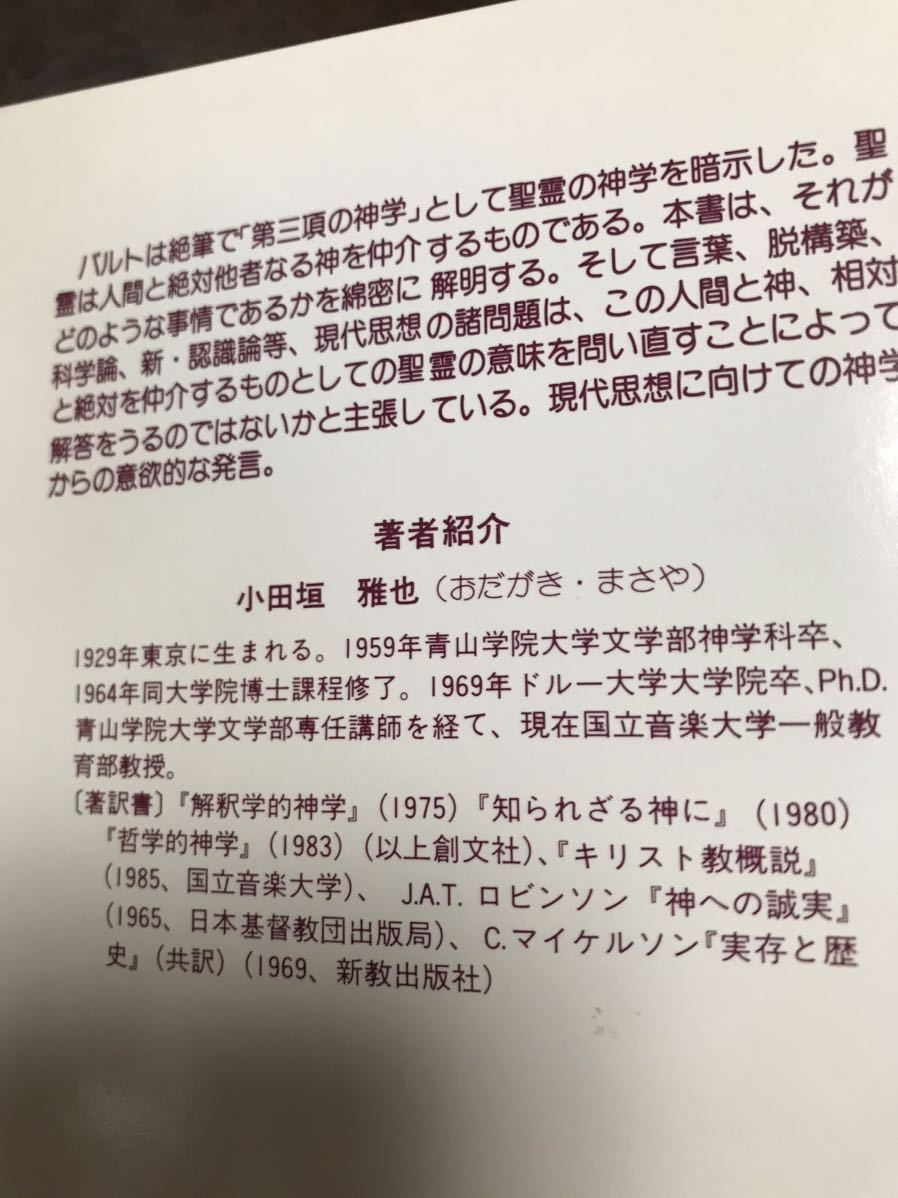 バルトは絶筆で「第三項の神学」として聖霊の神学を暗示した。聖
霊は人間と絶対他者なる神を仲介するものである。本書は、それが
どのような事情であるかを綿密に解明する。そして言葉、脱構築、
科学論、新・認識論等、現代思想の諸問題は、この人間と神、相対
と絶対を仲介するものとしての聖霊の意味を問い直すことによって
解答をうるのではないかと主張している。現代思想に向けての神学
からの意欲的な発言。
著者紹介
小田垣　雅也（おだがき・まさや）
1929年東京に生まれる。1959年青山学院大学文学部神学科卒、
1964年同大学院博士課程修了。1969年ドルー大学大学院卒、Ph.D.
青山学院大学文学部専任講師を経て、現在国立音楽大学一般教
育部教授。
〔著訳書〕『解釈学的神学』（1975）『知られざる神に』（1980）
『哲学的神学』（1983）（以上創文社）、『キリスト教概説』
（1985、国立音楽大学）、 J.A.T. ロビンソン『神への誠実』
（1965、日本基督教団出版局）、C.マイケルソン『実存と歴
史』（共訳）（1969、新教出版社）